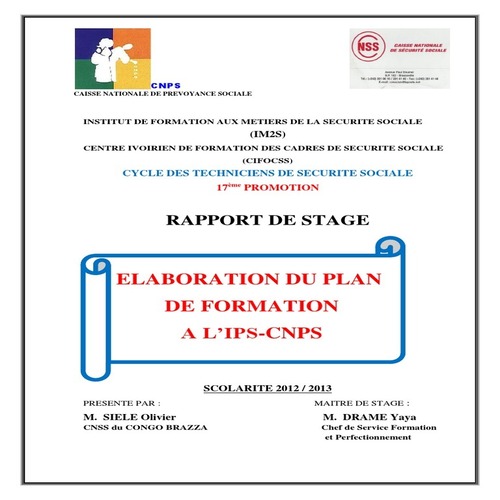 CNPS
CAISSE NATIONALE DE PREVOYANCE SOCIALE
NSS
CAISSE NATIONALE
DE SÉCURITÉ SOCIALE
INSTITUT DE FORMATION AUX METIERS DE LA SECURITE SOCIALE
(IM2S)
CENTRE IVOIRIEN DE FORMATION DES CADRES DE SECURITE SOCIALE
(CIFOCSS)
CYCLE DES TECHNICIENS DE SECURITE SOCIALE
17ème PROMOTION
RAPPORT DE STAGE
ELABORATION DU PLAN
DE FORMATION
A L'IPS-CNPS
SCOLARITE 2012 / 2013
PRESENTE PAR :
M. SIELE Olivier
CNSS du CONGO BRAZZA
MAITRE DE STAGE :
M. DRAME Yaya
Chef de Service Formation
et Perfectionnement